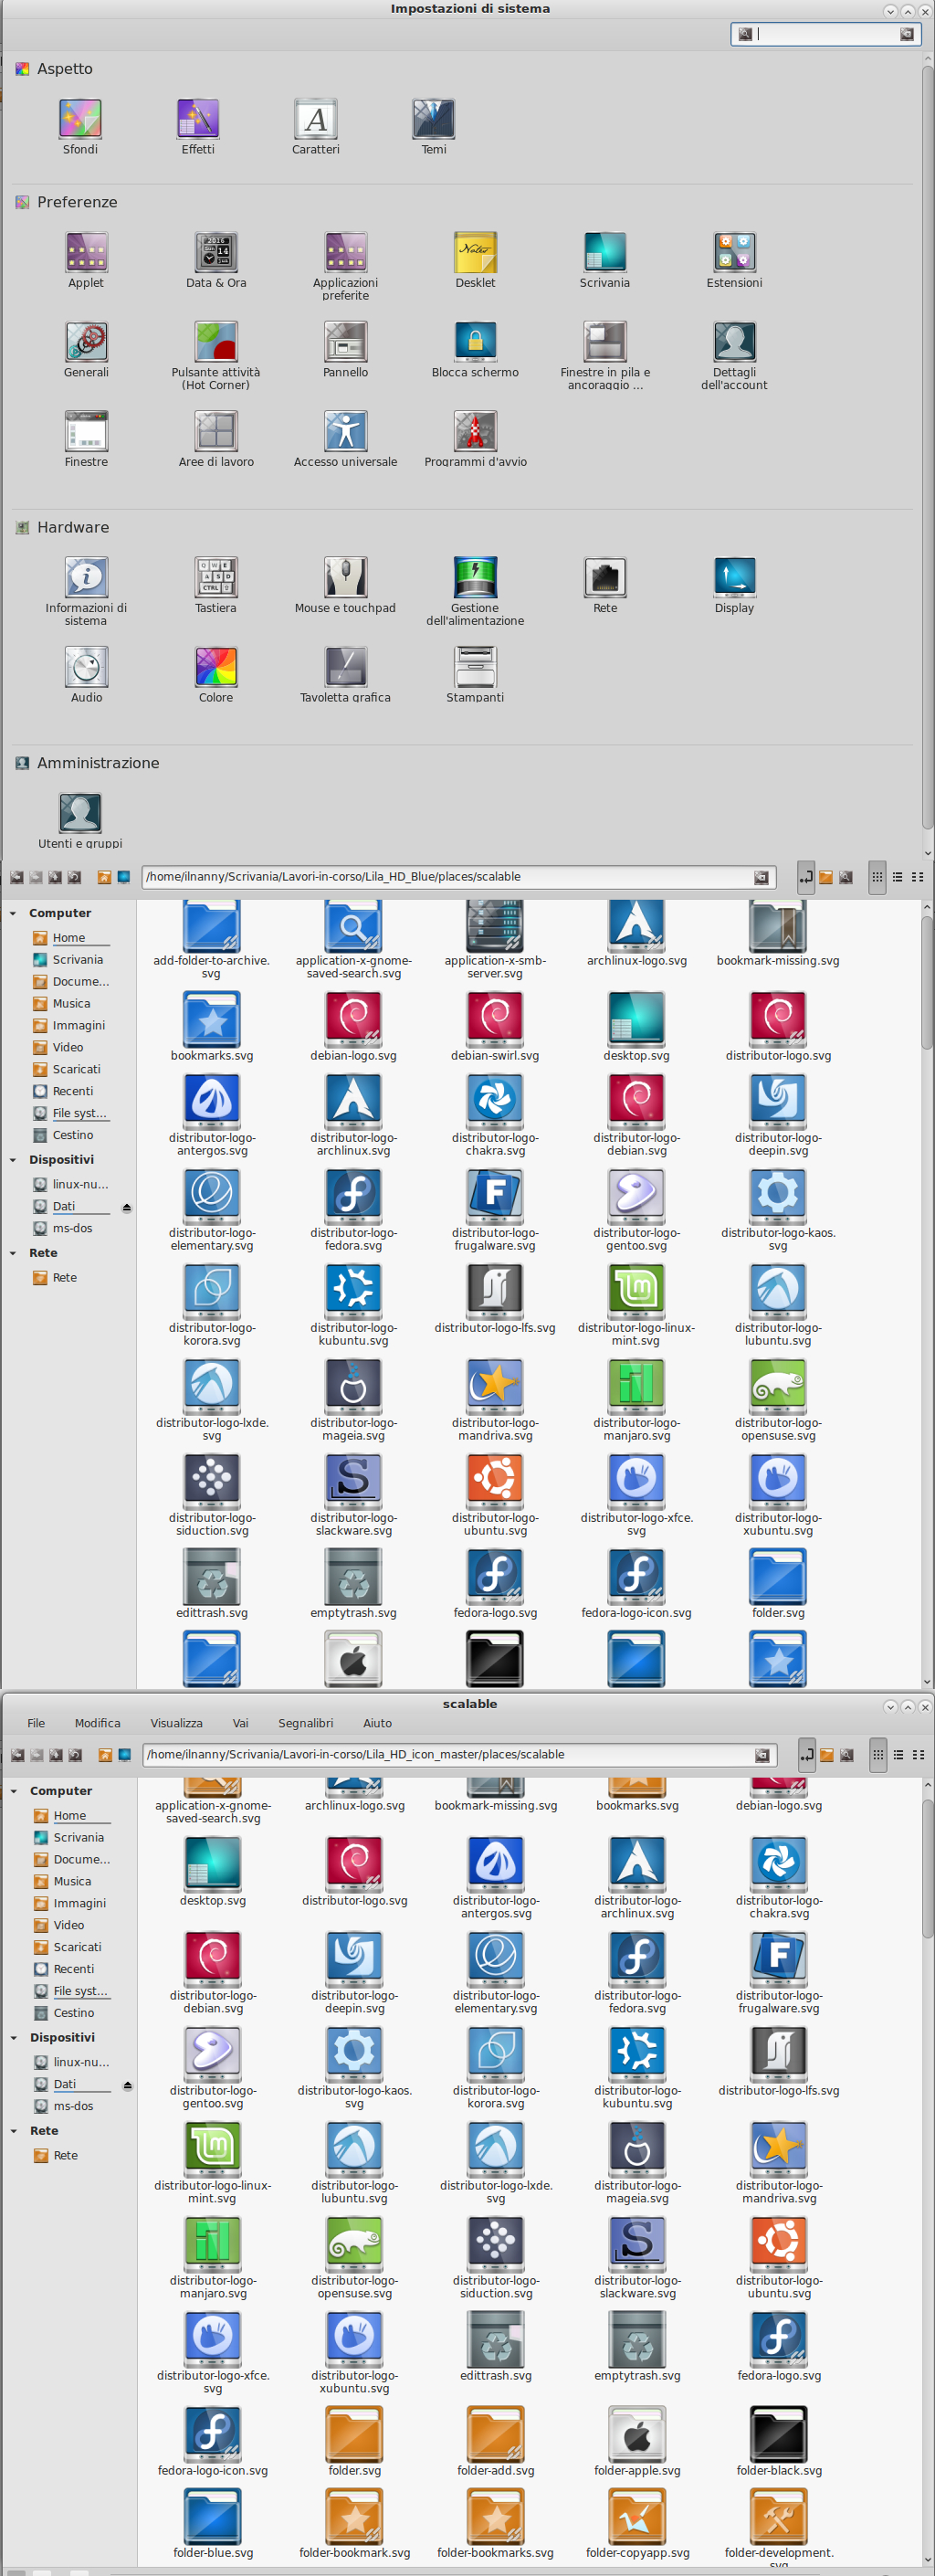 Impostazioni di sistema
Aspetto
Sfondi
Effetti
Caratteri
Temi
Preferenze
Applet
Data & Ora
Applicazioni
preferite
Desklet
Scrivania
Estensioni
Generali
Pulsante attività
(Hot Corner)
Pannello
Blocca schermo
Finestre in pila e
ancoraggio ...
Dettagli
dell'account
Finestre
Aree di lavoro
Accesso universale
Programmi d'avvio
Hardware
Informazioni di
sistema
Tastiera
Mouse e touchpad
Gestione
dell'alimentazione
Rete
Display
Audio
Colore
Tavoletta grafica
Stampanti
Amministrazione
Utenti e gruppi
/home/ilnanny/Scrivania/Lavori-in-corso/Lila_HD_Blue/places/scalable
Computer
Home
Scrivania
Docume...
Musica
Immagini
Video
Scaricati
Recenti
File syst...
Cestino
Dispositivi
linux-nu...
Dati
ms-dos
Rete
Rete
add-folder-to-archive.
svg
application-x-gnome-
saved-search.svg
application-x-smb-
server.svg
archlinux-logo.svg
bookmark-missing.svg
bookmarks.svg
debian-logo.svg
debian-swirl.svg
desktop.svg
distributor-logo.svg
distributor-logo-
antergos.svg
distributor-logo-
archlinux.svg
distributor-logo-
chakra.svg
distributor-logo-
debian.svg
distributor-logo-
deepin.svg
distributor-logo-
elementary.svg
distributor-logo-
fedora.svg
distributor-logo-
frugalware.svg
distributor-logo-
gentoo.svg
distributor-logo-kaos.
svg
distributor-logo-
korora.svg
distributor-logo-
kubuntu.svg
distributor-logo-lfs.svg
distributor-logo-linux-
mint.svg
distributor-logo-
lubuntu.svg
distributor-logo-lxde.
svg
distributor-logo-
mageia.svg
distributor-logo-
mandriva.svg
distributor-logo-
manjaro.svg
distributor-logo-
opensuse.svg
distributor-logo-
siduction.svg
distributor-logo-
slackware.svg
distributor-logo-
ubuntu.svg
distributor-logo-xfce.
svg
distributor-logo-
xubuntu.svg
edittrash.svg
emptytrash.svg
fedora-logo.svg
fedora-logo-icon.svg
folder.svg
scalable
File
Modifica
Visualizza
Vai
Segnalibri
Aiuto
/home/ilnanny/Scrivania/Lavori-in-corso/Lila_HD_icon_master/places/scalable
Computer
Home
Scrivania
Docume...
Musica
Immagini
Video
Scaricati
Recenti
File syst...
Cestino
Dispositivi
linux-nu...
Dati
ms-dos
Rete
Rete
application-x-gnome-
saved-search.svg
archlinux-logo.svg
bookmark-missing.svg
bookmarks.svg
debian-logo.svg
desktop.svg
distributor-logo.svg
distributor-logo-
antergos.svg
distributor-logo-
archlinux.svg
distributor-logo-
chakra.svg
distributor-logo-
debian.svg
distributor-logo-
deepin.svg
distributor-logo-
elementary.svg
distributor-logo-
fedora.svg
distributor-logo-
frugalware.svg
distributor-logo-
gentoo.svg
distributor-logo-kaos.
svg
distributor-logo-
korora.svg
distributor-logo-
kubuntu.svg
distributor-logo-lfs.svg
distributor-logo-linux-
mint.svg
distributor-logo-
lubuntu.svg
distributor-logo-lxde.
svg
distributor-logo-
mageia.svg
distributor-logo-
mandriva.svg
distributor-logo-
manjaro.svg
distributor-logo-
opensuse.svg
distributor-logo-
siduction.svg
distributor-logo-
slackware.svg
distributor-logo-
ubuntu.svg
distributor-logo-xfce.
svg
distributor-logo-
xubuntu.svg
edittrash.svg
emptytrash.svg
fedora-logo.svg
fedora-logo-icon.svg
folder.svg
folder-add.svg
folder-apple.svg
folder-black.svg
folder-blue.svg
folder-bookmark.svg
folder-bookmarks.svg
folder-copyapp.svg
folder-development.
svg